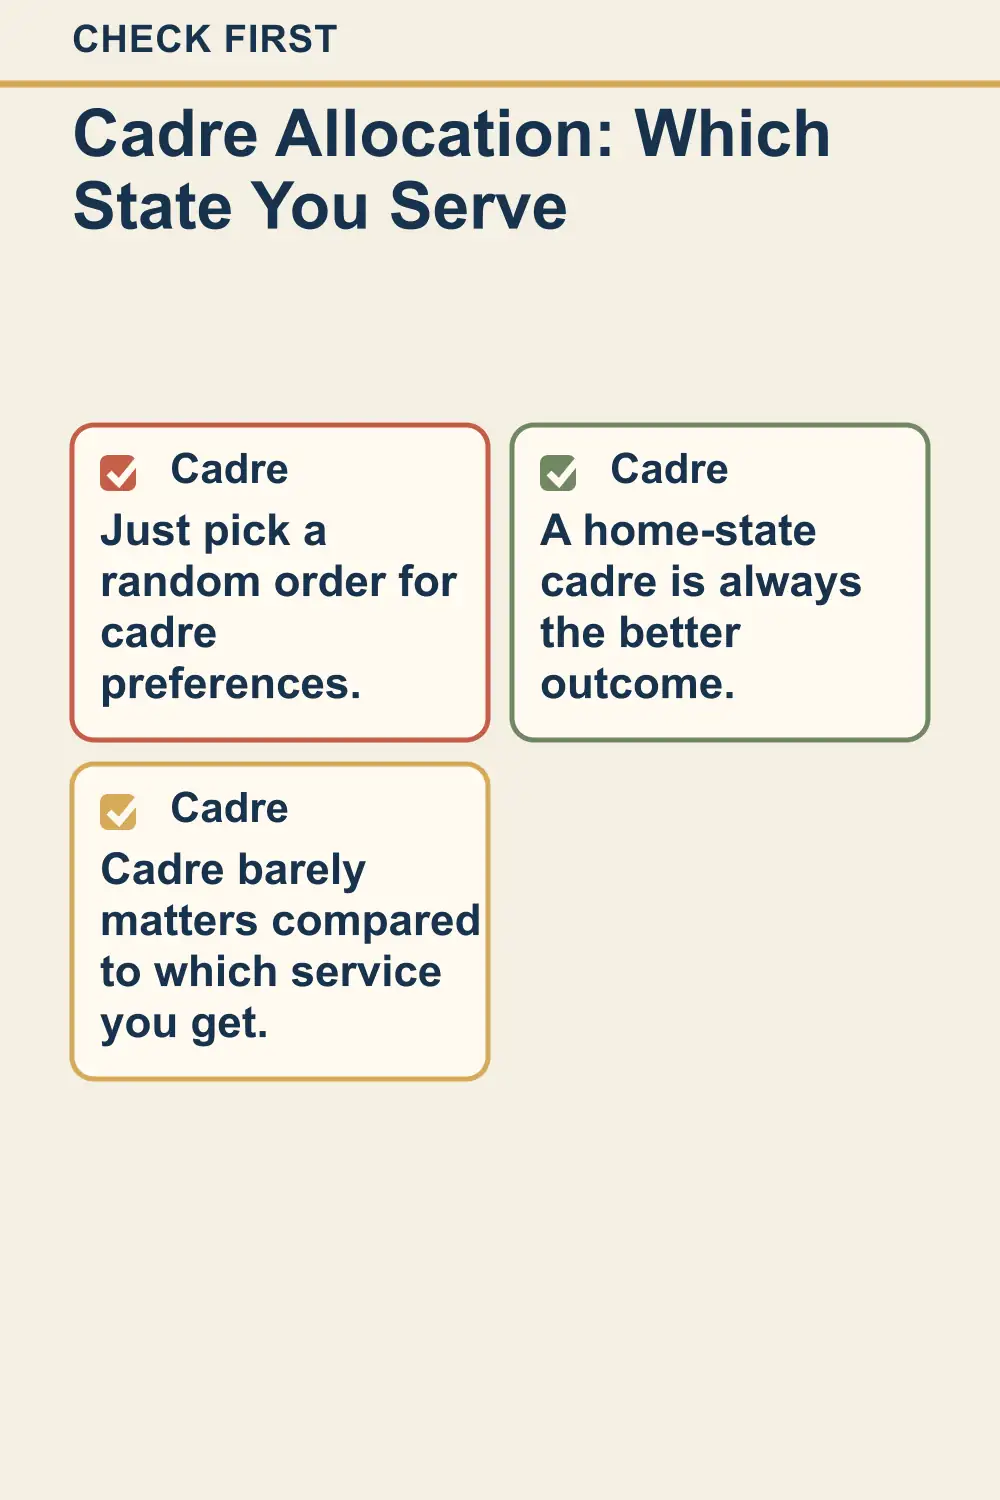 CHECK FIRST
Cadre Allocation: Which
State You Serve
Cadre
Just pick a
random order for
cadre
preferences.
Cadre
A home-state
cadre is always
the better
outcome.
Cadre
Cadre barely
matters compared
to which service
you get.